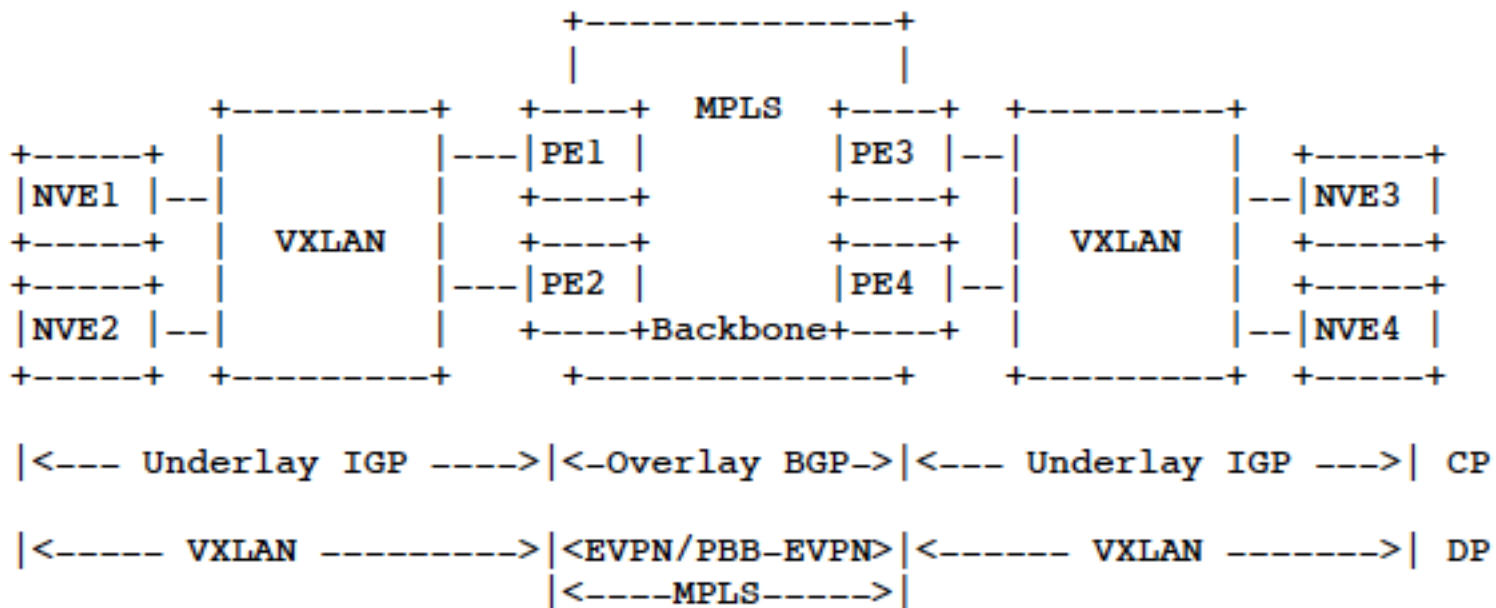 +--------------+
                         |              |
         +---------+   +----+  MPLS  +----+  +---------+
+-----+  |         |---|PE1 |        |PE3 |--|         |  +-----+
|NVE1 |--|         |   +----+        +----+  |         |--|NVE3 |
+-----+  |  VXLAN  |   +----+        +----+  |  VXLAN  |  +-----+
+-----+  |         |---|PE2 |        |PE4 |--|         |  +-----+
|NVE2 |--|         |   +----+Backbone+----+  |         |--|NVE4 |
+-----+  +---------+     +--------------+    +---------+  +-----+

|<--- Underlay IGP ---->|<-Overlay BGP->|<--- Underlay IGP --->| CP

|<----- VXLAN --------->|<EVPN/PBB-EVPN>|<------ VXLAN ------->| DP
                        |<----MPLS----->|